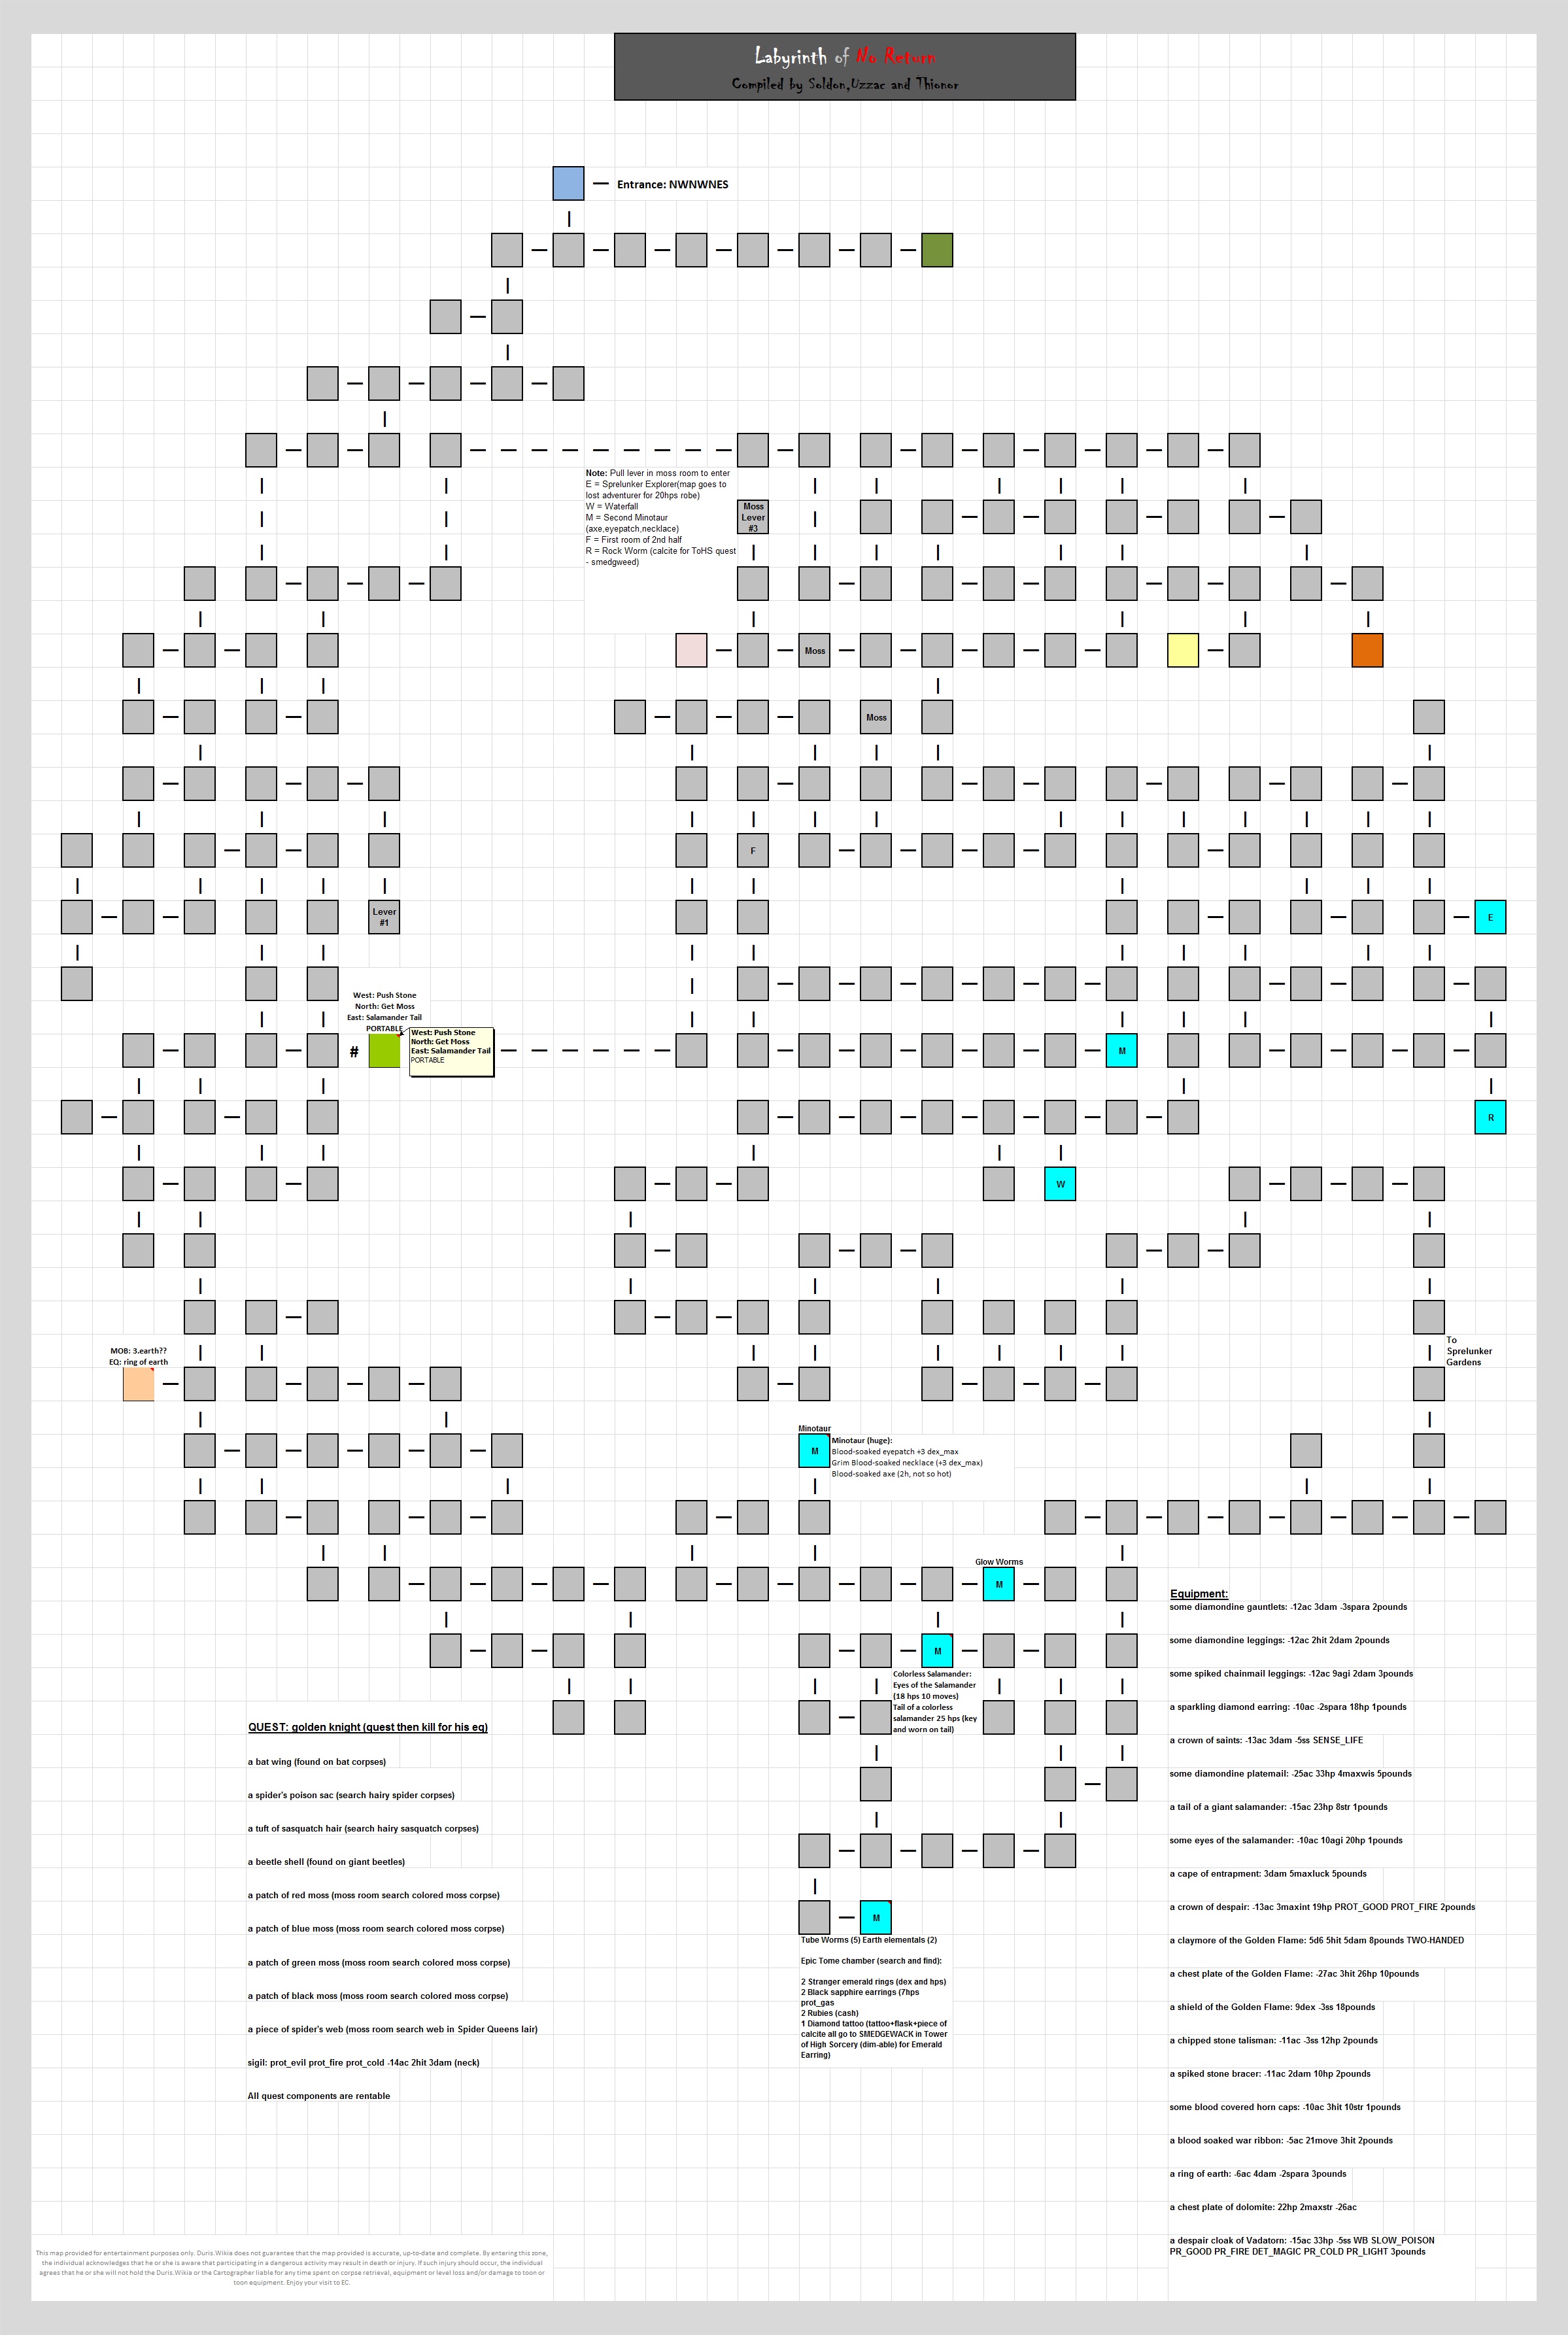 Labyrinth of No Return
Compiled by Soldon,Uzzac and Thionor
Entrance: NWNWNES
Note: Pull lever in moss room to enter
E = Sprelunker Explorer(map goes to
lost adventurer for 20hps robe)
W = Waterfall
M = Second Minotaur
(axe,eyepatch,necklace)
F = First room of 2nd half
R = Rock Worm (calcite for ToHS quest
- smedgweed)
Moss
Lever
#3
Moss
Moss
F
Lever
#1
E
West: Push Stone
North: Get Moss
East: Salamander Tail
PORTABLE
#
West: Push Stone
North: Get Moss
East: Salamander Tail
PORTABLE
M
R
W
To
Sprelunker
Gardens
MOB: 3.earth??
EQ: ring of earth
Minotaur
M
Minotaur (huge):
Blood-soaked eyepatch +3 dex_max
Grim Blood-soaked necklace (+3 dex_max)
Blood-soaked axe (2h, not so hot)
Glow Worms
M
M
Colorless Salamander:
Eyes of the Salamander
(18 hps 10 moves)
Tail of a colorless
salamander 25 hps (key
and worn on tail)
M
Tube Worms (5) Earth elementals (2)
Epic Tome chamber (search and find):
2 Stranger emerald rings (dex and hps)
2 Black sapphire earrings (7hps
prot_gas
2 Rubies (cash)
1 Diamond tattoo (tattoo+flask+piece of
calcite all go to SMEDGEWACK in Tower
of High Sorcery (dim-able) for Emerald
Earring)
QUEST: golden knight (quest then kill for his eq)
a bat wing (found on bat corpses)
a spider's poison sac (search hairy spider corpses)
a tuft of sasquatch hair (search hairy sasquatch corpses)
a beetle shell (found on giant beetles)
a patch of red moss (moss room search colored moss corpse)
a patch of blue moss (moss room search colored moss corpse)
a patch of green moss (moss room search colored moss corpse)
a patch of black moss (moss room search colored moss corpse)
a piece of spider's web (moss room search web in Spider Queens lair)
sigil: prot_evil prot_fire prot_cold -14ac 2hit 3dam (neck)
All quest components are rentable
Equipment:
some diamondine gauntlets: -12ac 3dam -3spara 2pounds
some diamondine leggings: -12ac 2hit 2dam 2pounds
some spiked chainmail leggings: -12ac 9agi 2dam 3pounds
a sparkling diamond earring: -10ac -2spara 18hp 1pounds
a crown of saints: -13ac 3dam -5ss SENSE_LIFE
some diamondine platemail: -25ac 33hp 4maxwis 5pounds
a tail of a giant salamander: -15ac 23hp 8str 1pounds
some eyes of the salamander: -10ac 10agi 20hp 1pounds
a cape of entrapment: 3dam 5maxluck 5pounds
a crown of despair: -13ac 3maxint 19hp PROT_GOOD PROT_FIRE 2pounds
a claymore of the Golden Flame: 5d6 5hit 5dam 8pounds TWO-HANDED
a chest plate of the Golden Flame: -27ac 3hit 26hp 10pounds
a shield of the Golden Flame: 9dex -3ss 18pounds
a chipped stone talisman: -11ac -3ss 12hp 2pounds
a spiked stone bracer: -11ac 2dam 10hp 2pounds
some blood covered horn caps: -10ac 3hit 10str 1pounds
a blood soaked war ribbon: -5ac 21move 3hit 2pounds
a ring of earth: -6ac 4dam -2spara 3pounds
a chest plate of dolomite: 22hp 2maxstr -26ac
a despair cloak of Vadatorn: -15ac 33hp -5ss WB SLOW_POISON
PR_GOOD PR_FIRE DET_MAGIC PR_COLD PR_LIGHT 3pounds
This map provided for entertainment purposes only. Duris.Wikia does not guarantee that the map provided is accurate, up-to-date and complete. By entering this zone,
the individual acknowledges that he or she is aware that participating in a dangerous activity may result in death or injury. If such injury should occur, the individual
agrees that he or she will not hold the Duris.Wikia or the Cartographer liable for any time spent on corpse retrieval, equipment or level loss and/or damage to toon or
toon equipment. Enjoy your visit to EC.